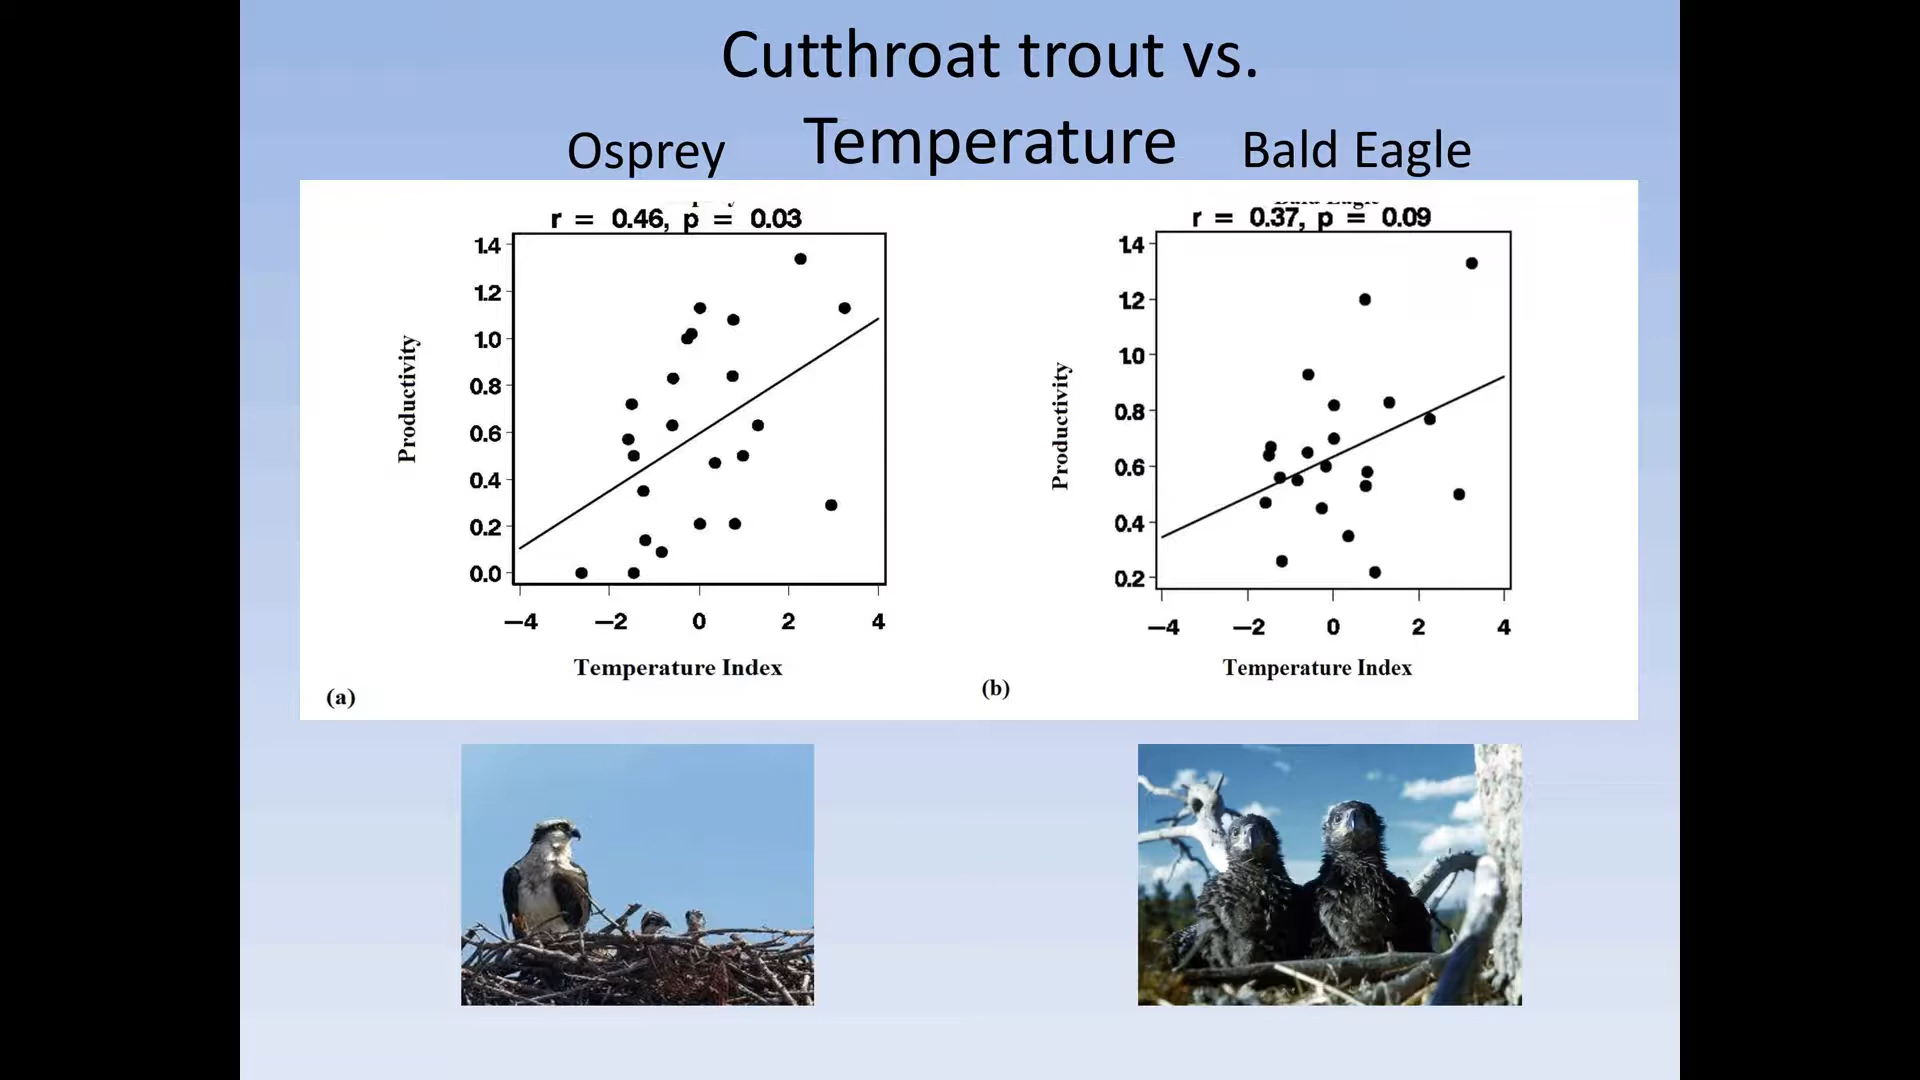 Cutthroat trout vs.
Temperature
Osprey
Bald Eagle
r = 0.46, p = 0.03
1.4
1.2
1.0
0.8
0.6
0.4
0.2
0.0
Productivity
−4 −2 0 2 4
Temperature Index
(a)
r = 0.37, p = 0.09
1.4
1.2
1.0
0.8
0.6
0.4
0.2
Productivity
−4 −2 0 2 4
Temperature Index
(b)